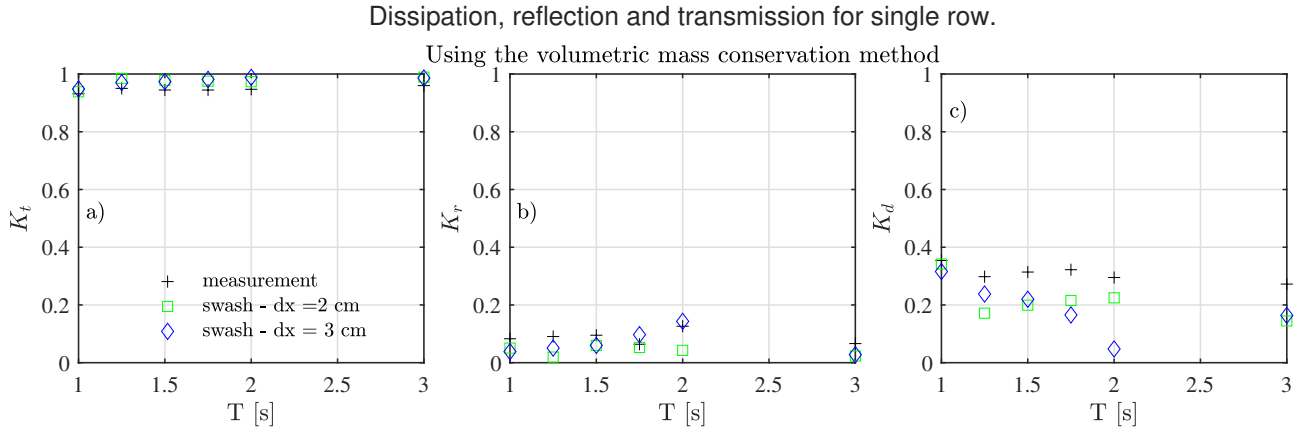 Dissipation, reflection and transmission for single row.
Using the volumetric mass conservation method
1
0.8
0.6
0.4
0.2
0
K_t
a)
measurement
swash - dx =2 cm
swash - dx = 3 cm
1 1.5 2 2.5 3
T [s]
1
0.8
0.6
0.4
0.2
0
K_r
b)
1 1.5 2 2.5 3
T [s]
1
0.8
0.6
0.4
0.2
0
K_d
c)
1 1.5 2 2.5 3
T [s]